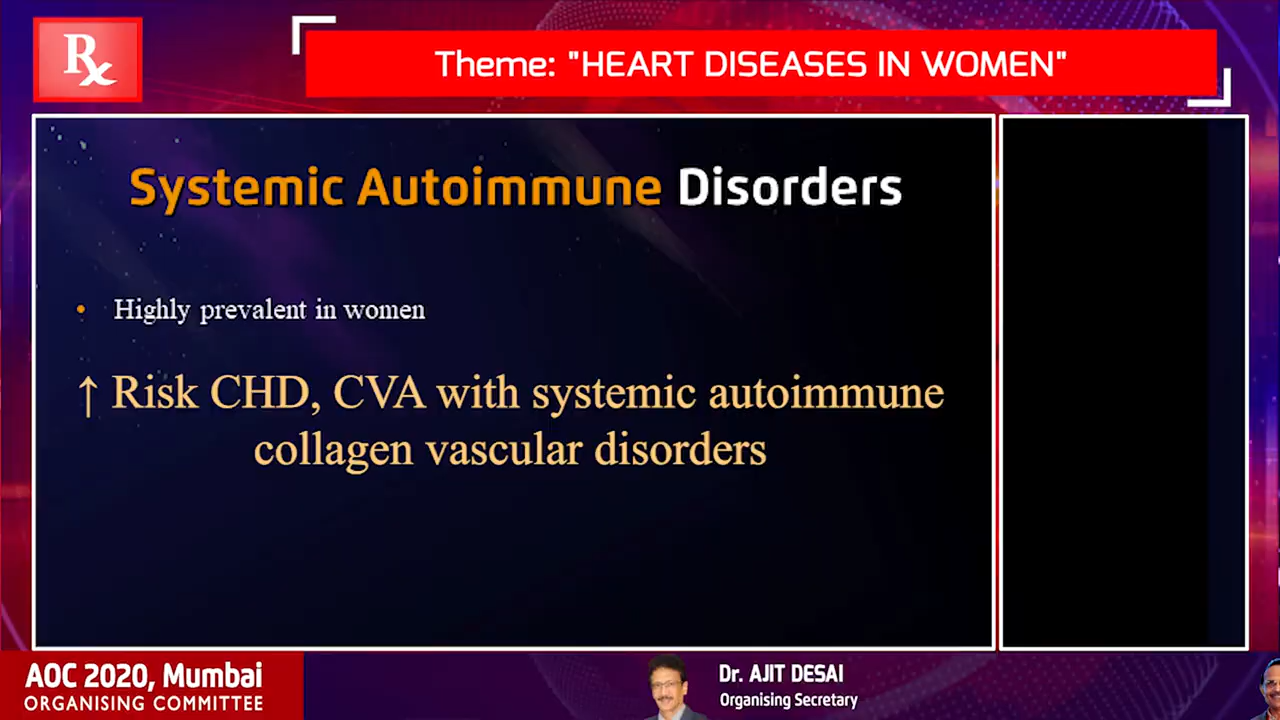 Rx
Theme: "HEART DISEASES IN WOMEN"
Systemic Autoimmune Disorders
• Highly prevalent in women
↑ Risk CHD, CVA with systemic autoimmune
collagen vascular disorders
AOC 2020, Mumbai
ORGANISING COMMITTEE
Dr. AJIT DESAI
Organising Secretary